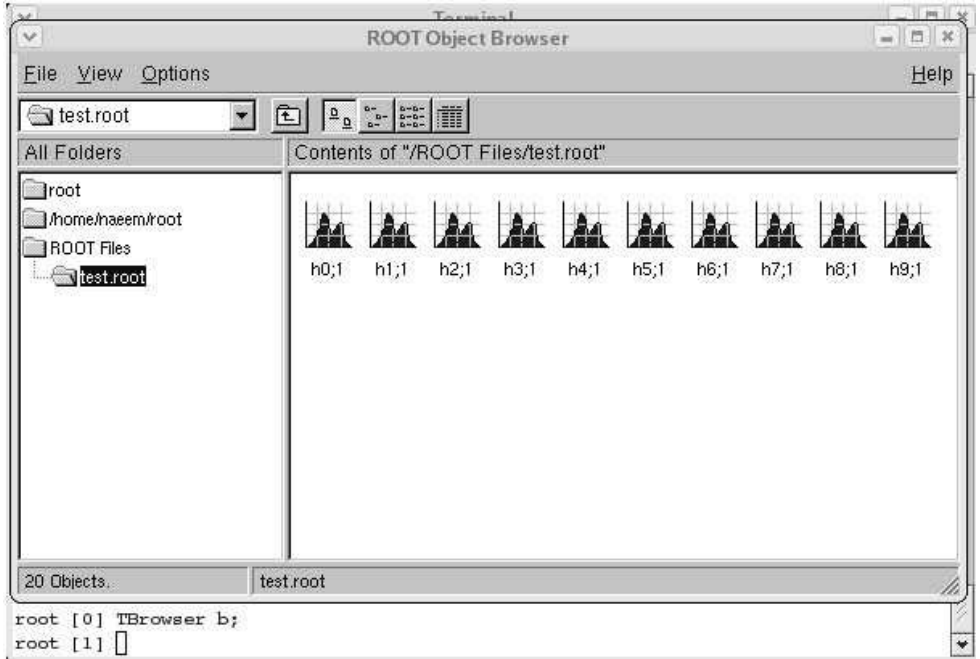 Terminal
ROOT Object Browser
File View Options Help
test.root
All Folders
Contents of "/ROOT Files/test.root"
root
/home/naeem/root
ROOT Files
test.root
h0;1 h1;1 h2;1 h3;1 h4;1 h5;1 h6;1 h7;1 h8;1 h9;1
20 Objects.
test.root
root [0] TBrowser b;
root [1]